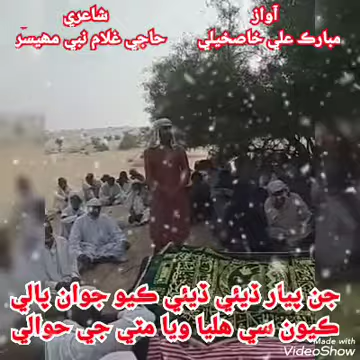 آواز
مبارڪ علي خاصخيلي
شاعري
حاجي غلام نبي مهيسر
جن پيار ڏيئي ڏيئي ڪيو جوان پالي
ڪيون سي هليا ويا مٽي جي حوالي
Made with
VideoShow